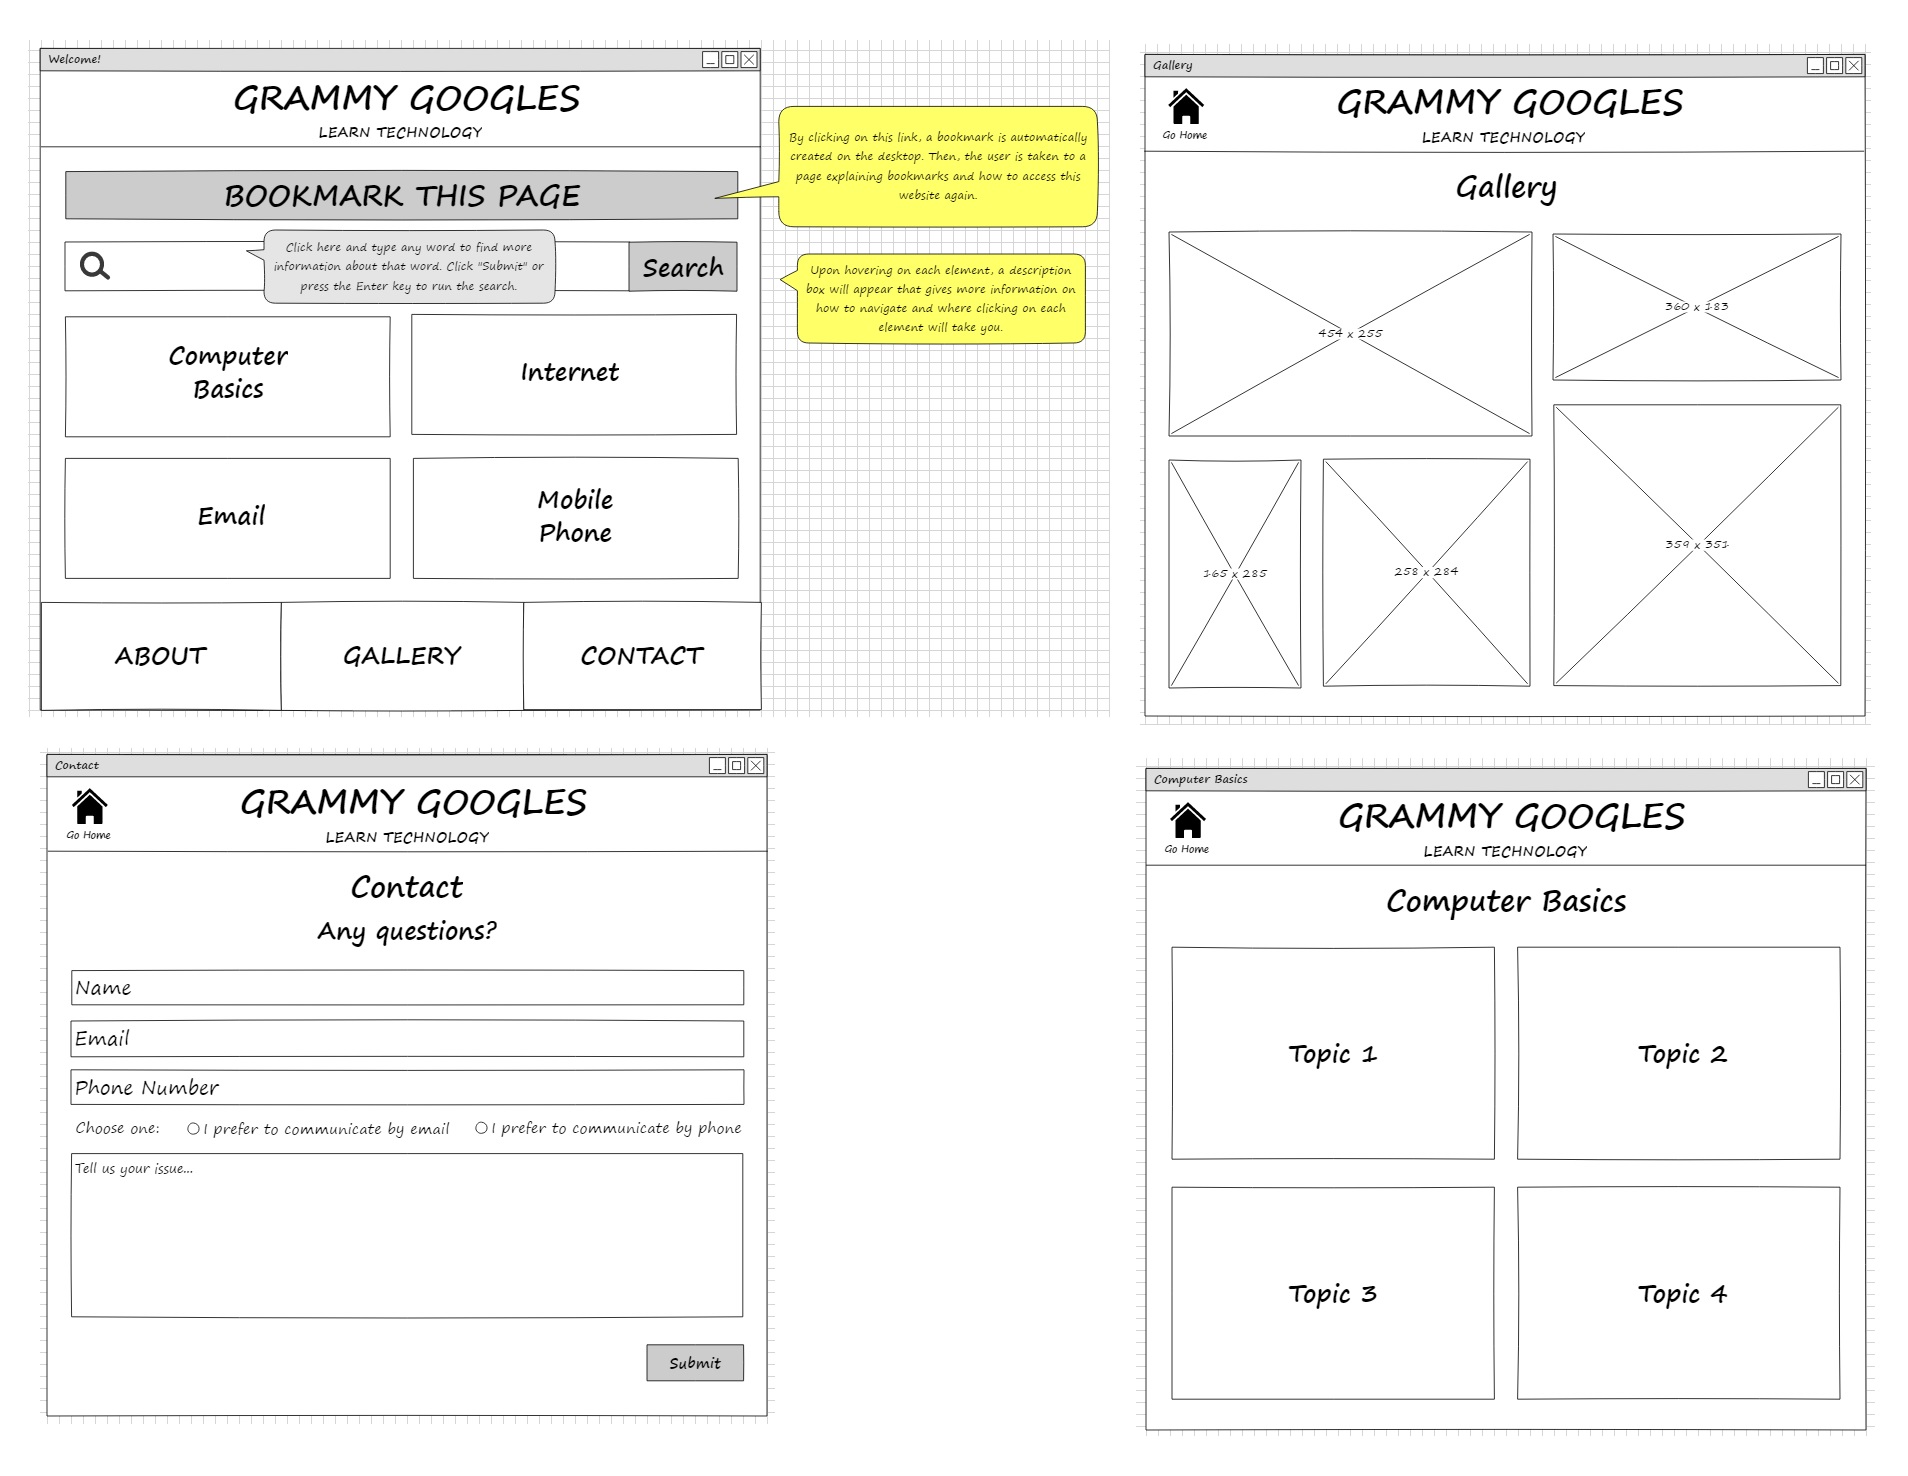 Welcome!
GRAMMY GOOGLES
LEARN TECHNOLOGY
BOOKMARK THIS PAGE
Click here and type any word to find more
information about that word. Click "Submit" or
press the Enter key to run the search.
Search
Computer
Basics
Internet
Email
Mobile
Phone
ABOUT
GALLERY
CONTACT
By clicking on this link, a bookmark is automatically
created on the desktop. Then, the user is taken to a
page explaining bookmarks and how to access this
website again.
Upon hovering on each element, a description
box will appear that gives more information on
how to navigate and where clicking on each
element will take you.
Gallery
Go Home
GRAMMY GOOGLES
LEARN TECHNOLOGY
Gallery
454 x 255
360 x 183
165 x 285
258 x 284
359 x 351
Contact
Go Home
GRAMMY GOOGLES
LEARN TECHNOLOGY
Contact
Any questions?
Name
Email
Phone Number
Choose one: I prefer to communicate by email I prefer to communicate by phone
Tell us your issue...
Submit
Computer Basics
Go Home
GRAMMY GOOGLES
LEARN TECHNOLOGY
Computer Basics
Topic 1
Topic 2
Topic 3
Topic 4